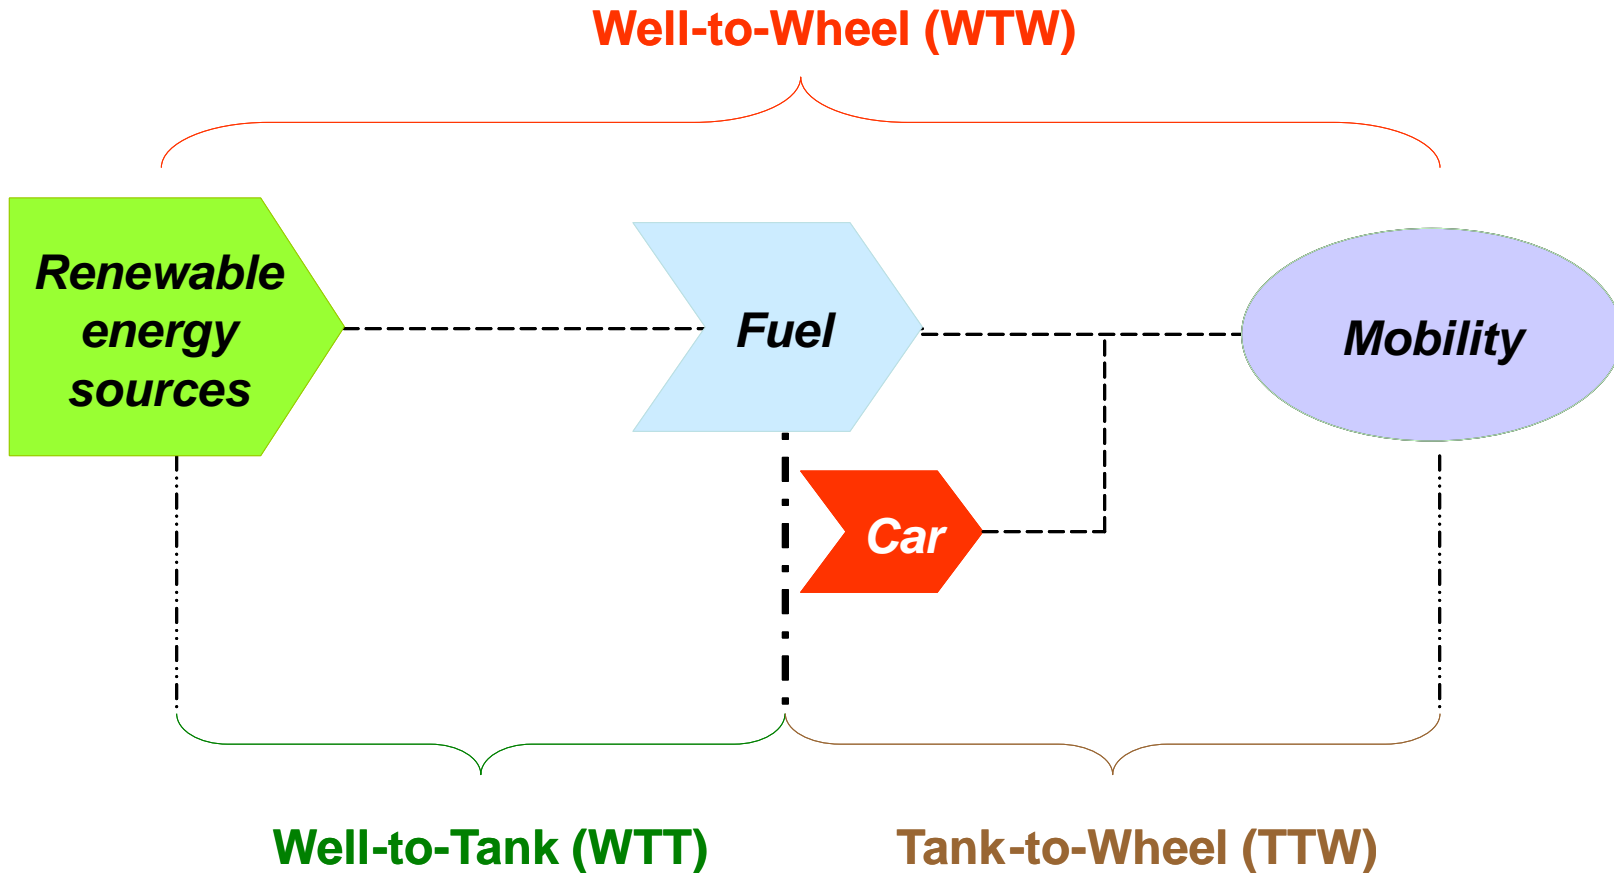 Well-to-Wheel (WTW)
Renewable
energy
sources
Fuel
Mobility
Car
Well-to-Tank (WTT)
Tank-to-Wheel (TTW)